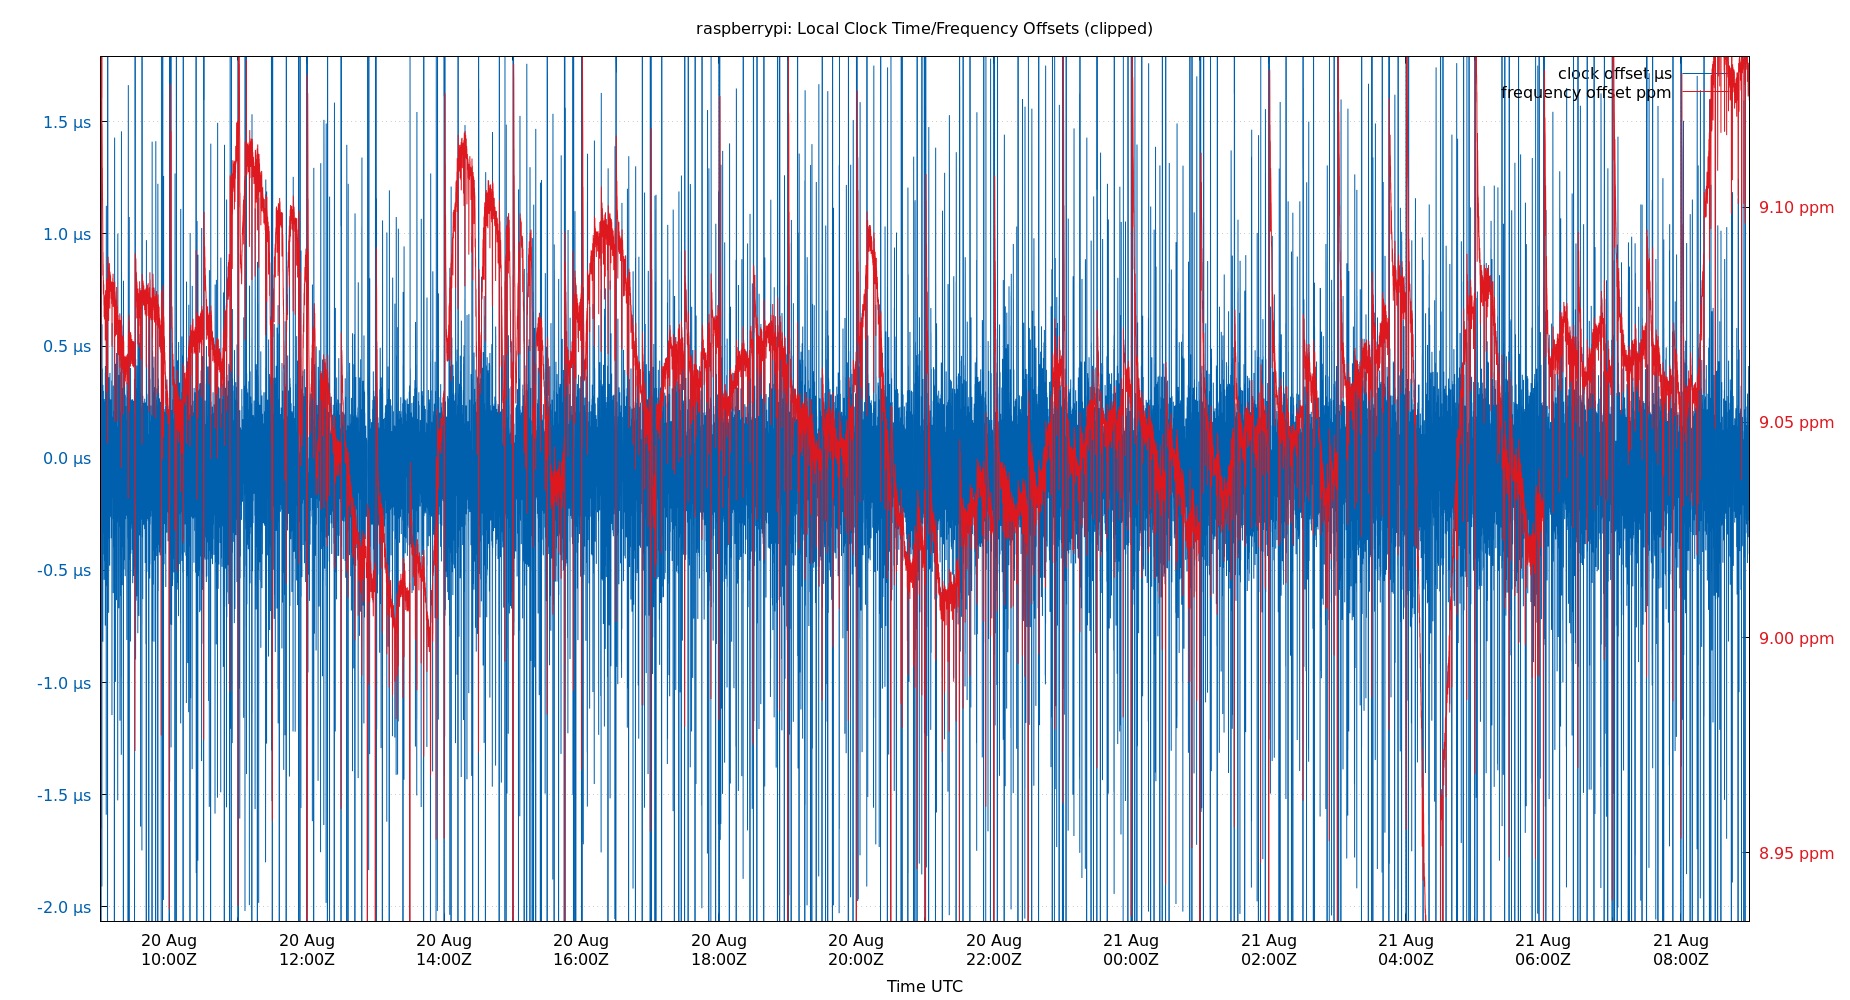 raspberrypi: Local Clock Time/Frequency Offsets (clipped)
clock offset µs
frequency offset ppm
1.5 µs
1.0 µs
0.5 µs
0.0 µs
-0.5 µs
-1.0 µs
-1.5 µs
-2.0 µs
9.10 ppm
9.05 ppm
9.00 ppm
8.95 ppm
20 Aug
10:00Z
20 Aug
12:00Z
20 Aug
14:00Z
20 Aug
16:00Z
20 Aug
18:00Z
20 Aug
20:00Z
20 Aug
22:00Z
21 Aug
00:00Z
21 Aug
02:00Z
21 Aug
04:00Z
21 Aug
06:00Z
21 Aug
08:00Z
Time UTC